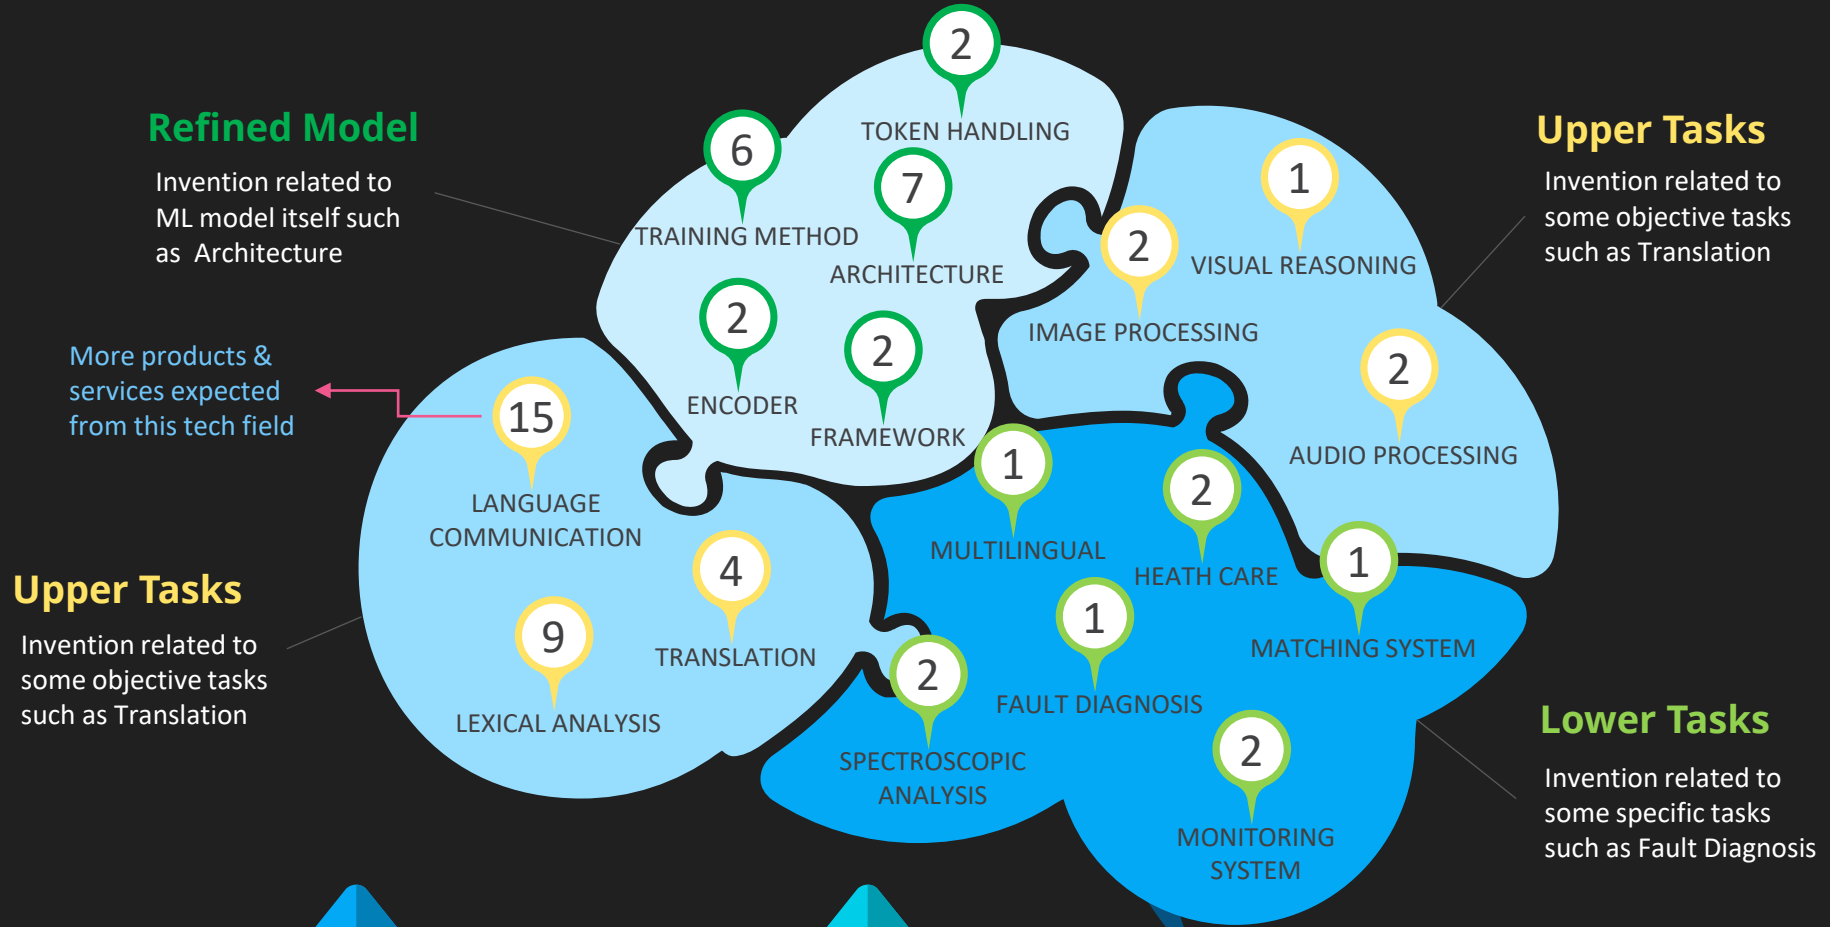 2
TOKEN HANDLING
Refined Model
Invention related to
ML model itself such
as Architecture
6
TRAINING METHOD
7
ARCHITECTURE
2
ENCODER
2
FRAMEWORK
Upper Tasks
Invention related to
some objective tasks
such as Translation
1
VISUAL REASONING
2
IMAGE PROCESSING
2
AUDIO PROCESSING
More products &
services expected
from this tech field
15
LANGUAGE
COMMUNICATION
4
TRANSLATION
9
LEXICAL ANALYSIS
Upper Tasks
Invention related to
some objective tasks
such as Translation
1
MULTILINGUAL
2
HEATH CARE
1
MATCHING SYSTEM
1
FAULT DIAGNOSIS
2
SPECTROSCOPIC
ANALYSIS
2
MONITORING
SYSTEM
Lower Tasks
Invention related to
some specific tasks
such as Fault Diagnosis